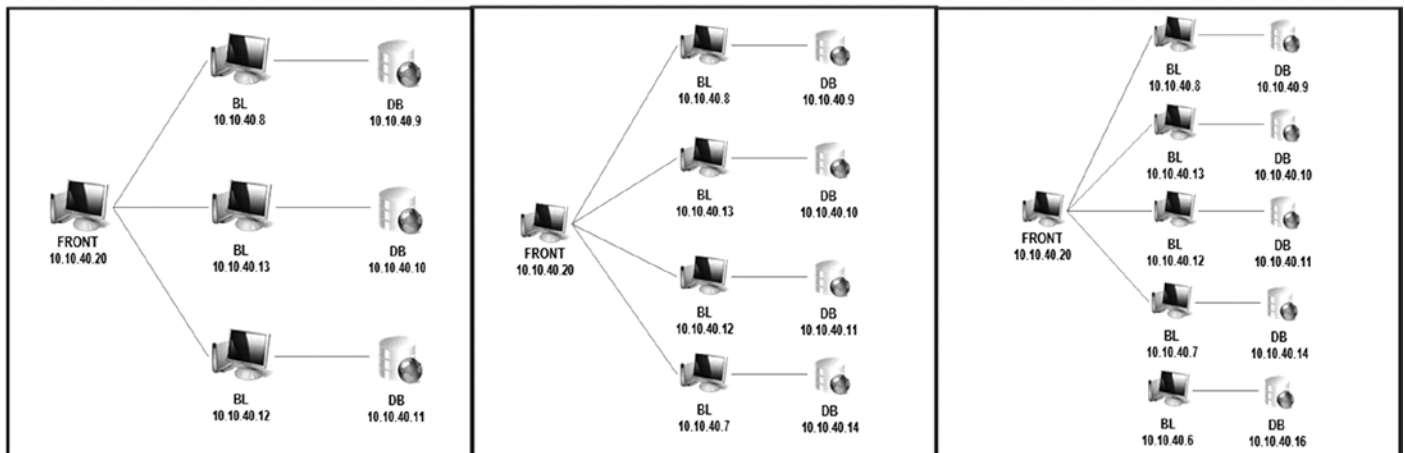 BL
10.10.40.8
DB
10.10.40.9
FRONT
10.10.40.20
BL
10.10.40.13
DB
10.10.40.10
BL
10.10.40.12
DB
10.10.40.11
BL
10.10.40.8
DB
10.10.40.9
BL
10.10.40.13
DB
10.10.40.10
FRONT
10.10.40.20
BL
10.10.40.12
DB
10.10.40.11
BL
10.10.40.7
DB
10.10.40.14
BL
10.10.40.8
DB
10.10.40.9
BL
10.10.40.13
DB
10.10.40.10
FRONT
10.10.40.20
BL
10.10.40.12
DB
10.10.40.11
BL
10.10.40.7
DB
10.10.40.14
BL
10.10.40.6
DB
10.10.40.16